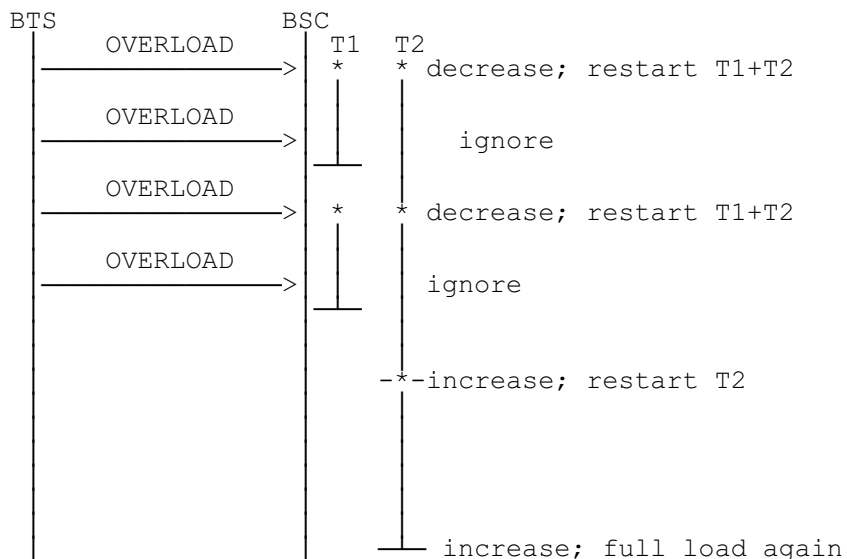 BTS BSC
OVERLOAD T1 T2
> * * decrease; restart T1+T2
OVERLOAD
> ignore
OVERLOAD
> * * decrease; restart T1+T2
OVERLOAD
> ignore
-*-increase; restart T2
increase; full load again